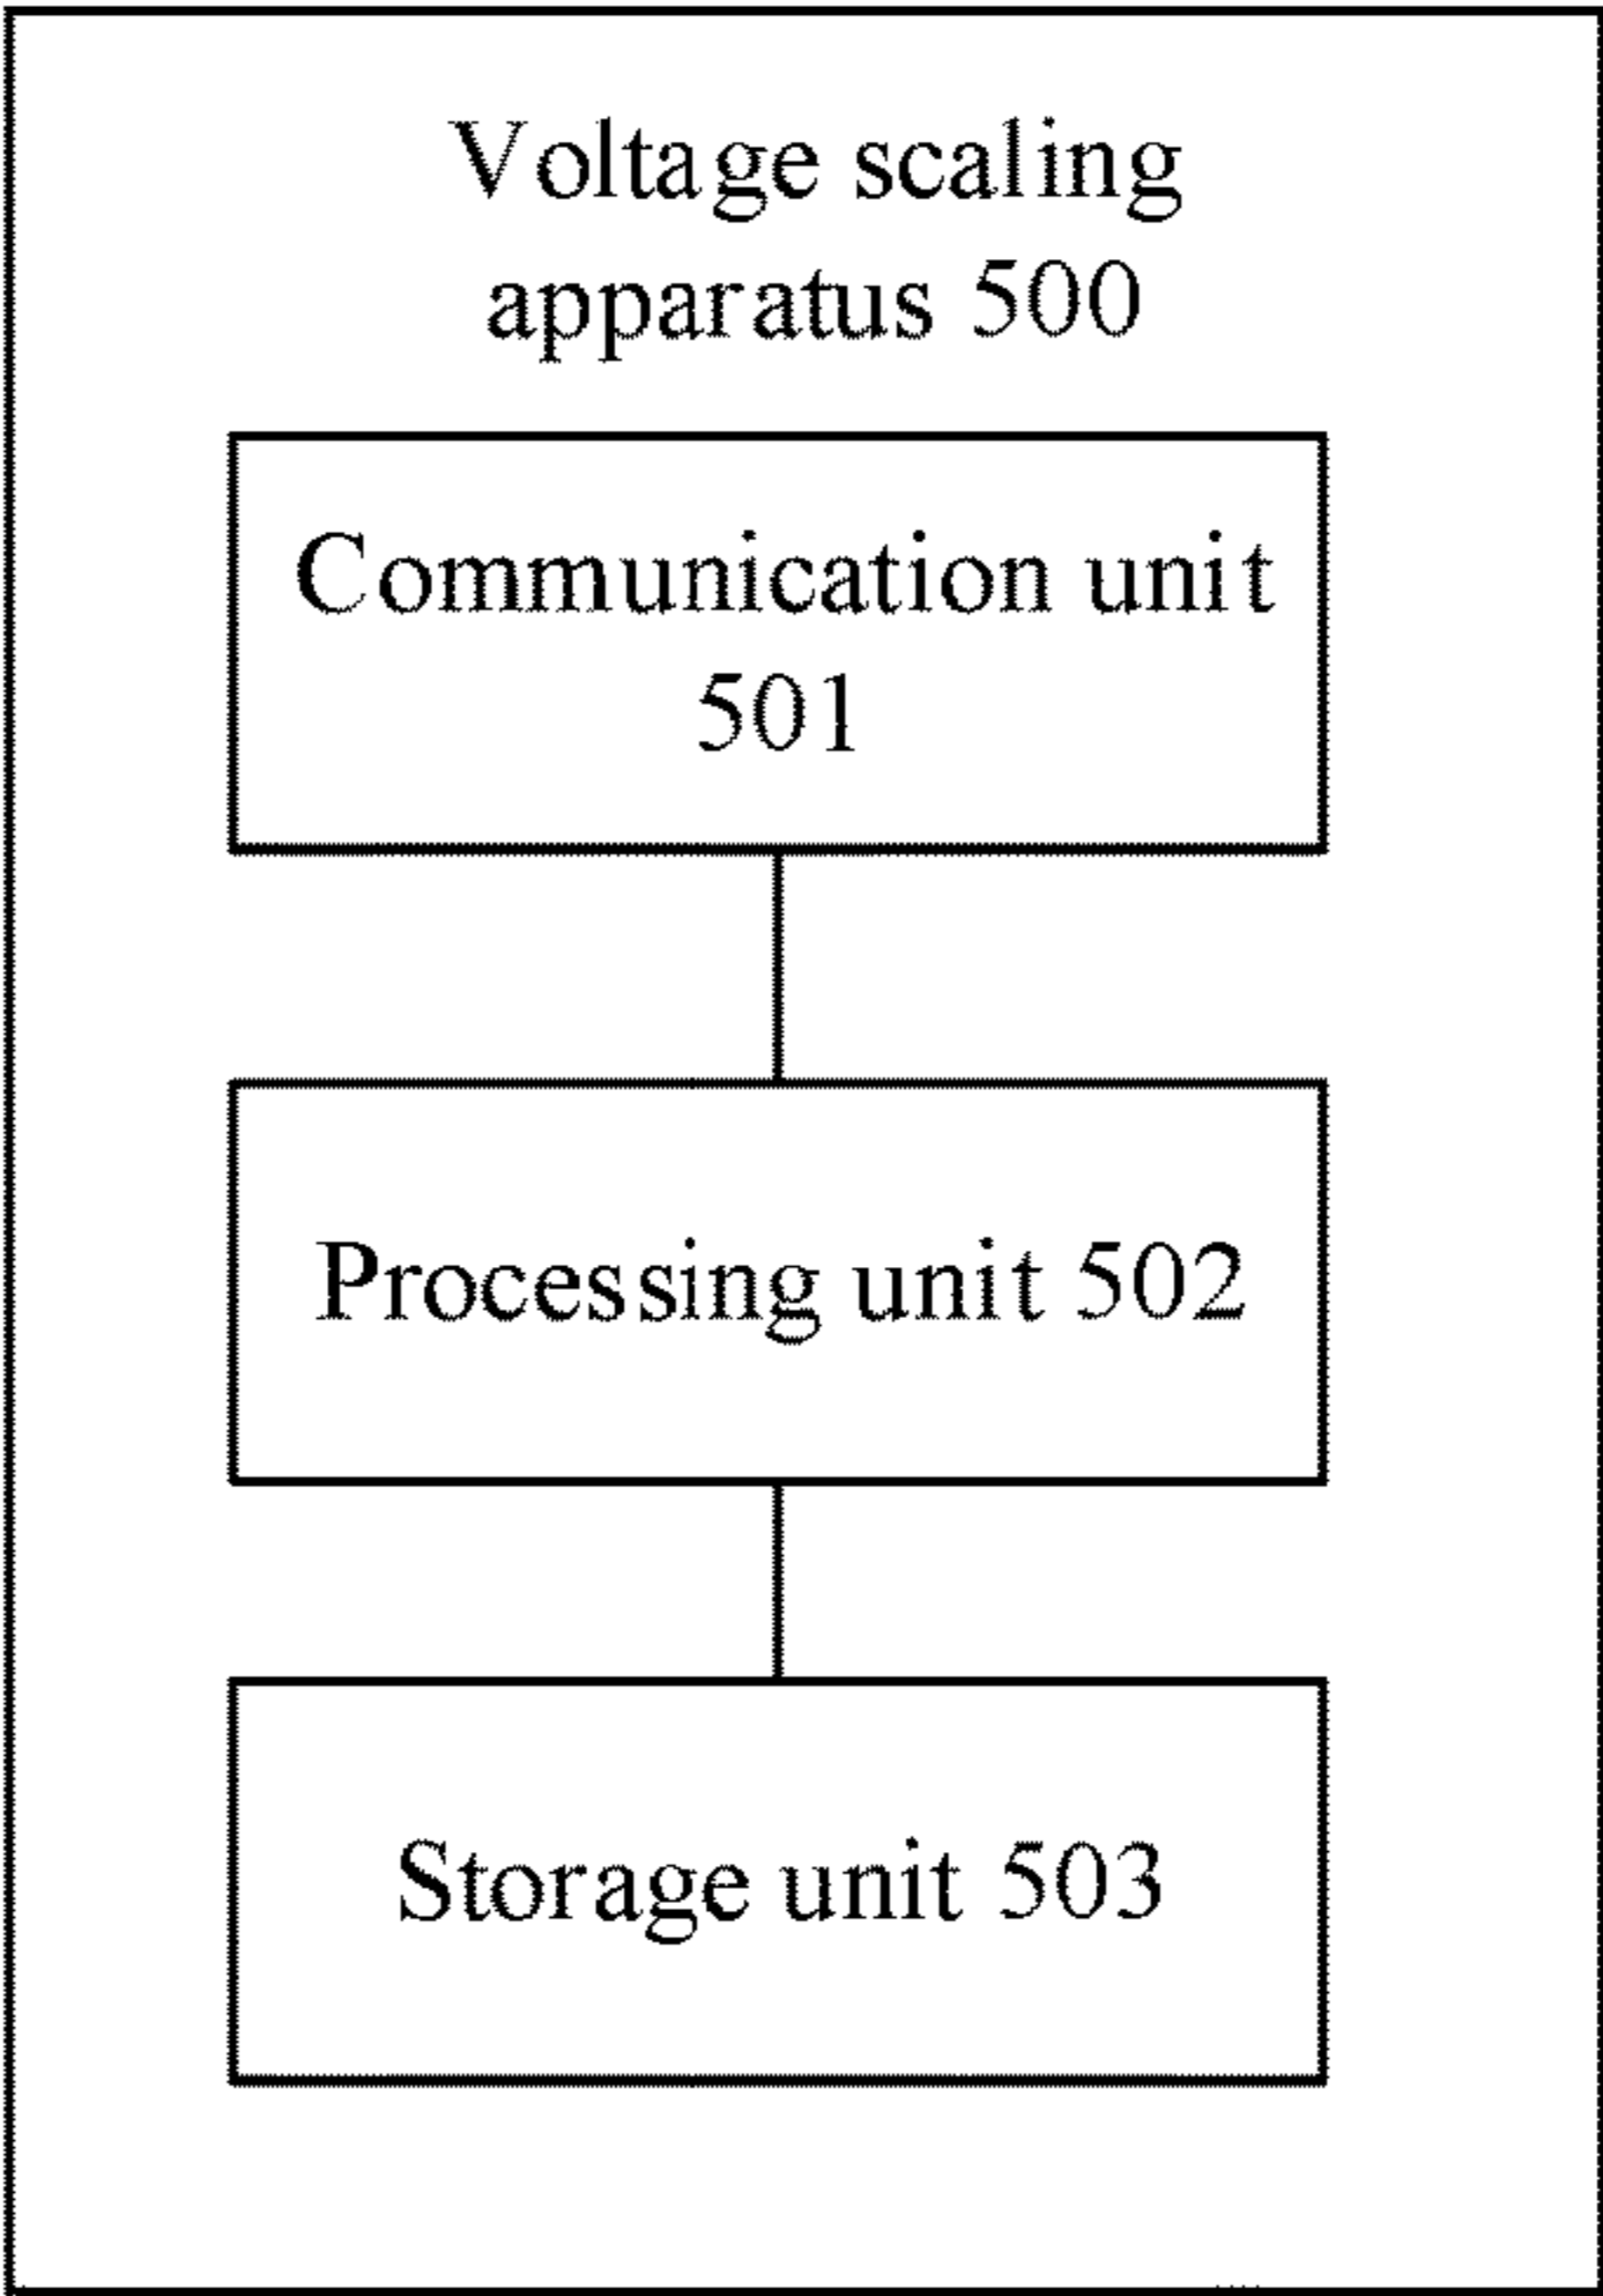 Voltage scaling
apparatus 500
Communication unit
501
Processing unit 502
Storage unit 503